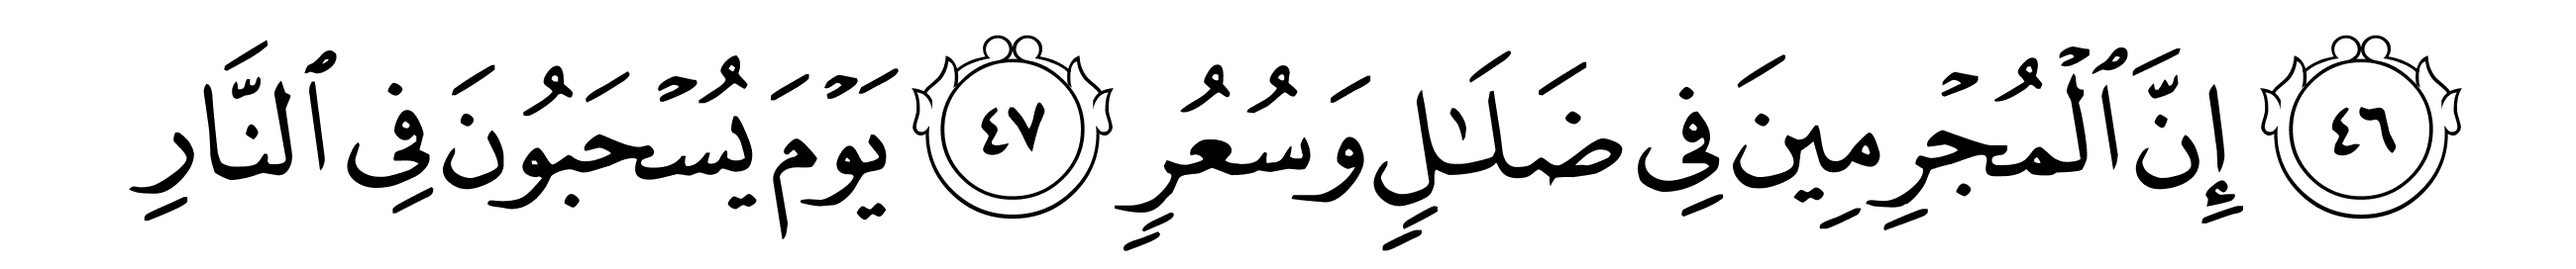 ٤٦ إِنَّ ٱلْمُجْرِمِينَ فِى ضَلَـٰلٍ وَسُعُرٍ ٤٧ يَوْمَ يُسْحَبُونَ فِى ٱلنَّارِ